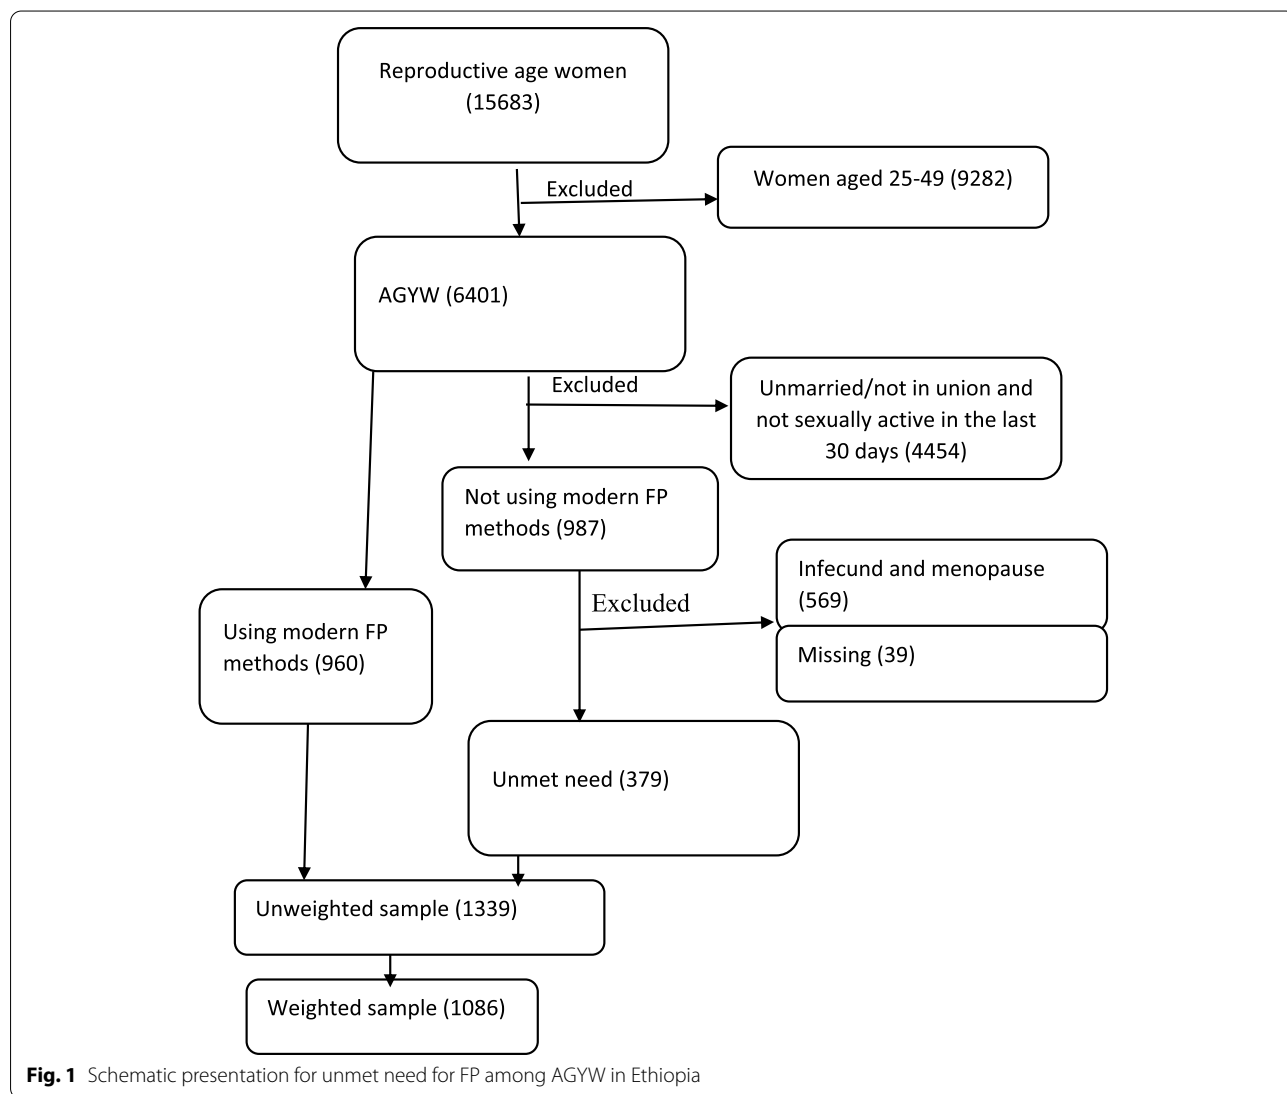 Reproductive age women
(15683)
Excluded
Women aged 25-49 (9282)
AGYW (6401)
Excluded
Unmarried/not in union and
not sexually active in the last
30 days (4454)
Not using modern FP
methods (987)
Infecund and menopause
(569)
Excluded
Missing (39)
Using modern FP
methods (960)
Unmet need (379)
Unweighted sample (1339)
Weighted sample (1086)
Fig. 1 Schematic presentation for unmet need for FP among AGYW in Ethiopia